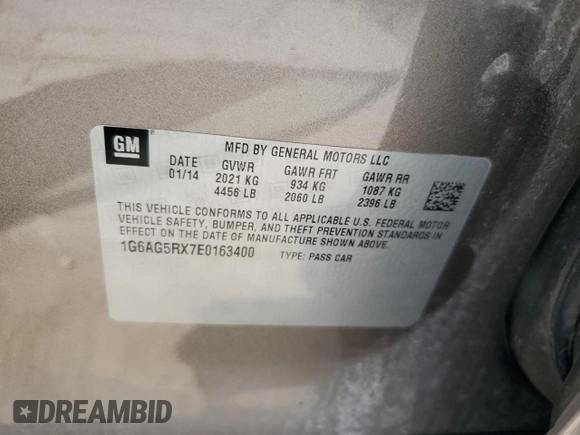 GM
MFD BY GENERAL MOTORS LLC
DATE GVWR GAWR FRT GAWR RR
01/14 2021 KG 934 KG 1087 KG
4456 LB 2060 LB 2396 LB
THIS VEHICLE CONFORMS TO ALL APPLICABLE U.S. FEDERAL MOTOR
VEHICLE SAFETY, BUMPER, AND THEFT PREVENTION STANDARDS IN
EFFECT ON THE DATE OF MANUFACTURE SHOWN ABOVE.
1G6AG5RX7E0163400 TYPE: PASS CAR
DREAMBID